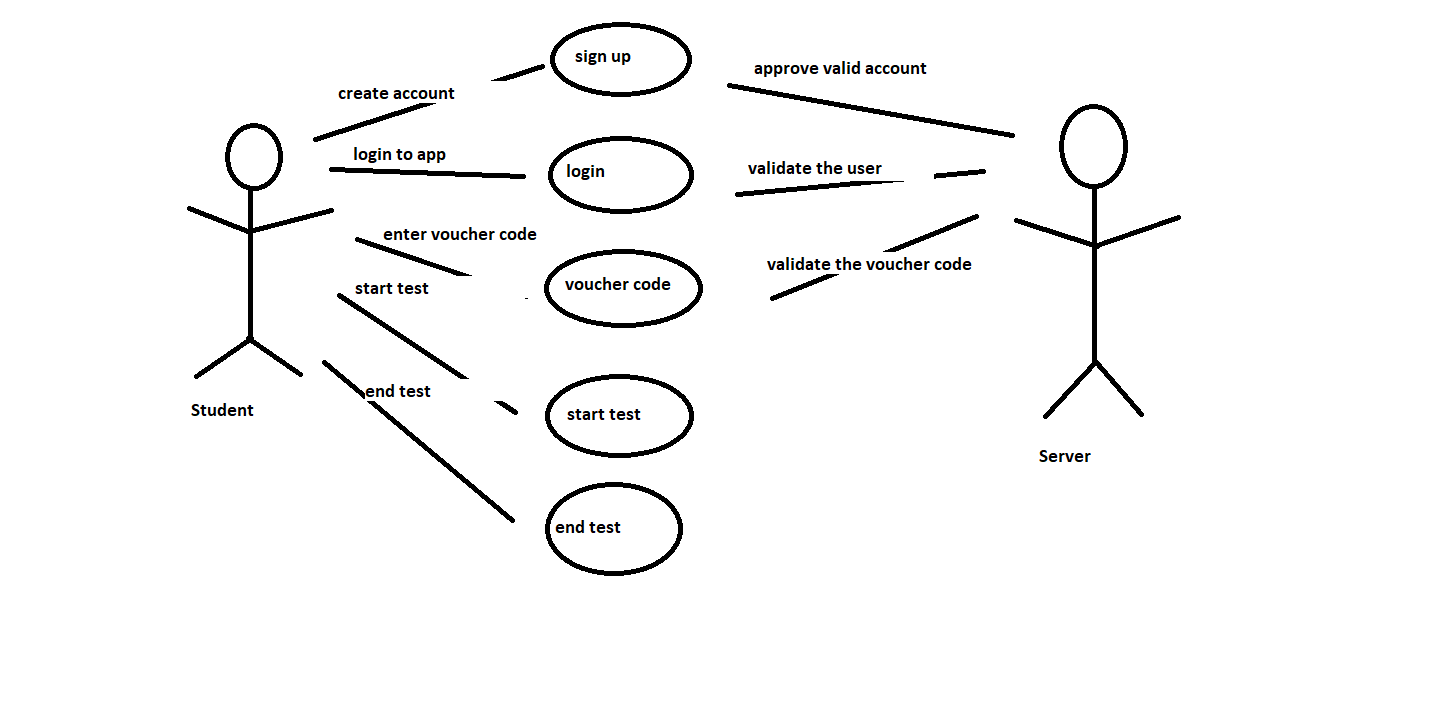 sign up
approve valid account
create account
login to app
login
validate the user
enter voucher code
voucher code
validate the voucher code
start test
end test
Student
start test
Server
end test